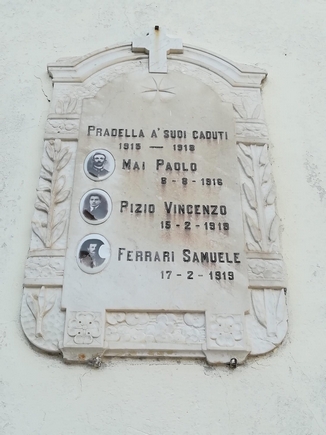 PRADELLA A' SUOI CADUTI
1915 — 1918
MAI PAOLO
8-8-1916
PIZIO VINCENZO
15-2-1918
FERRARI SAMUELE
17-2-1919